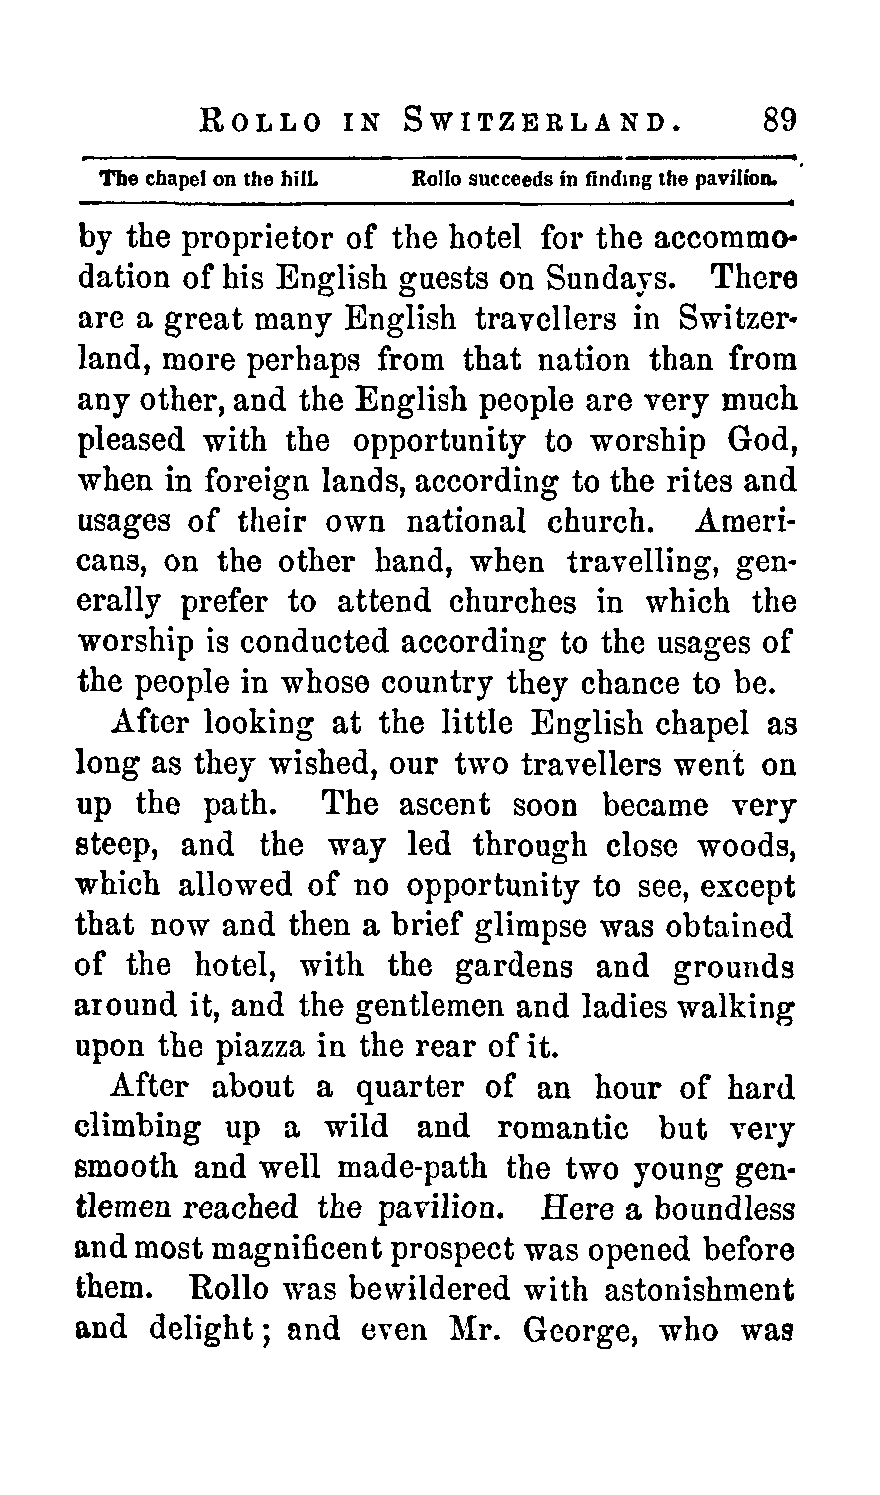 ROLLO IN SWITZERLAND. 89
The chapel on the hill. Rollo succeeds in finding the pavilion.
by the proprietor of the hotel for the accommo-
dation of his English guests on Sundays. There
are a great many English travellers in Switzer-
land, more perhaps from that nation than from
any other, and the English people are very much
pleased with the opportunity to worship God,
when in foreign lands, according to the rites and
usages of their own national church. Ameri-
cans, on the other hand, when travelling, gen-
erally prefer to attend churches in which the
worship is conducted according to the usages of
the people in whose country they chance to be.
After looking at the little English chapel as
long as they wished, our two travellers went on
up the path. The ascent soon became very
steep, and the way led through close woods,
which allowed of no opportunity to see, except
that now and then a brief glimpse was obtained
of the hotel, with the gardens and grounds
around it, and the gentlemen and ladies walking
upon the piazza in the rear of it.
After about a quarter of an hour of hard
climbing up a wild and romantic but very
smooth and well made-path the two young gen-
tlemen reached the pavilion. Here a boundless
and most magnificent prospect was opened before
them. Rollo was bewildered with astonishment
and delight; and even Mr. George, who was